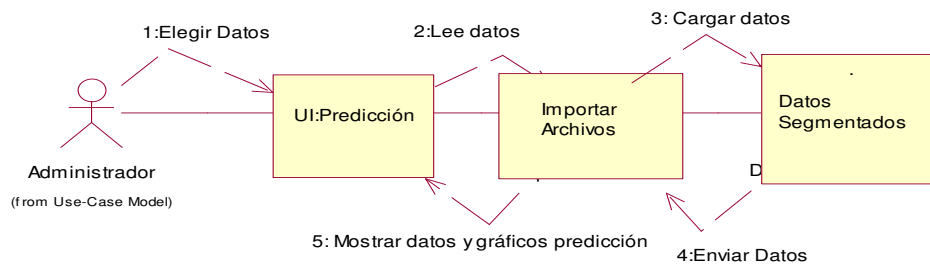 1:Elegir Datos
2:Lee datos
3: Cargar datos
UI:Predicción
Importar
Archivos
Datos
Segmentados
Administrador
(from Use-Case Model)
D
5: Mostrar datos y gráficos predicción
4:Enviar Datos